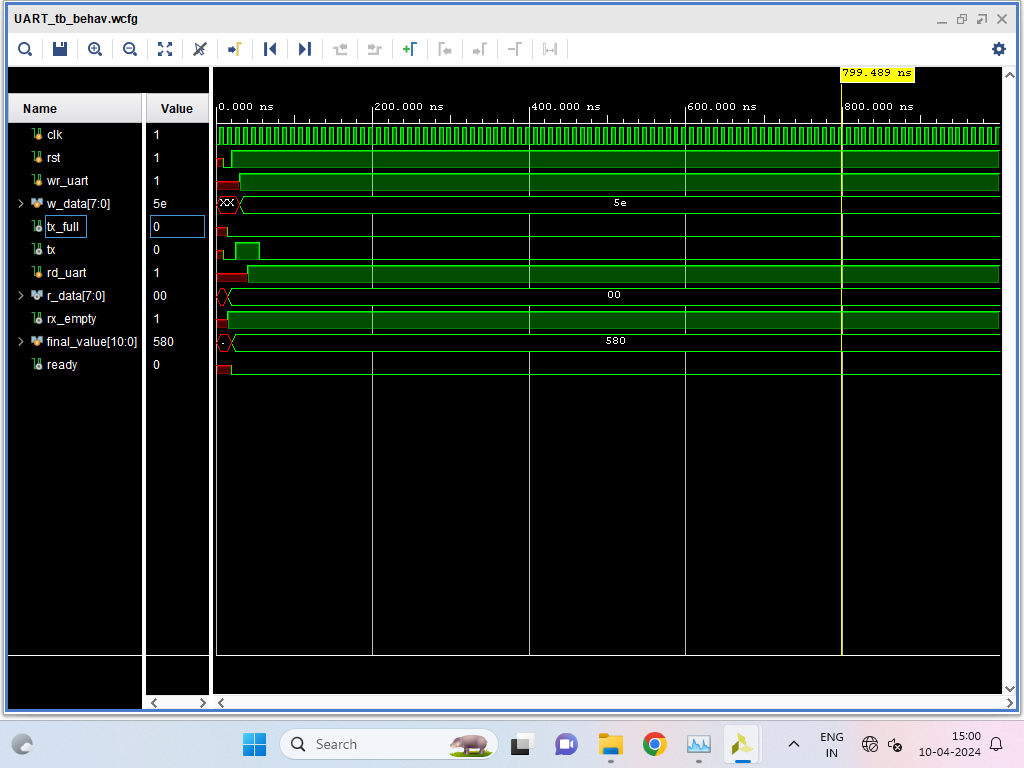 UART_tb_behav.wcfg
799.489 ns
0.000 ns
200.000 ns
400.000 ns
600.000 ns
800.000 ns
Name
Value
clk
1
rst
1
wr_uart
1
w_data[7:0]
5e
XX
5e
tx_full
0
tx
0
rd_uart
1
r_data[7:0]
00
00
rx_empty
1
final_value[10:0]
580
580
ready
0
Search
ENG
IN
15:00
10-04-2024